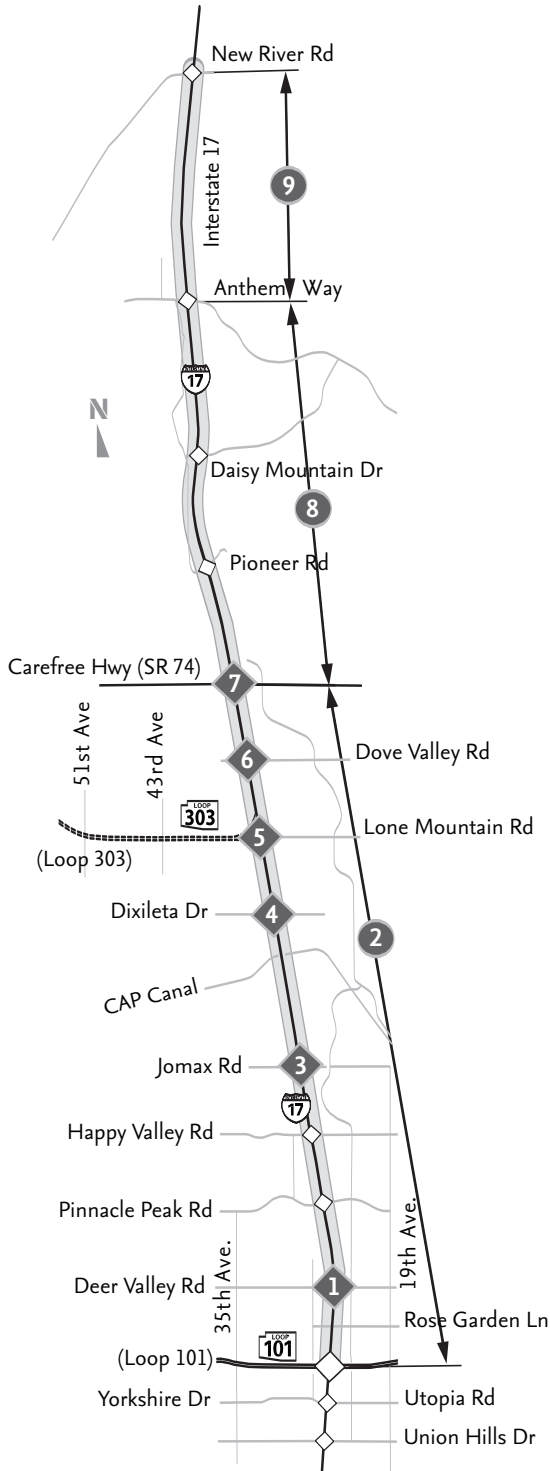 New River Rd
Interstate 17
9
Anthem Way
17
N
Daisy Mountain Dr
8
Pioneer Rd
Carefree Hwy (SR 74)
7
51st Ave
43rd Ave
6
Dove Valley Rd
LOOP
303
5
Lone Mountain Rd
(Loop 303)
4
Dixileta Dr
2
CAP Canal
3
Jomax Rd
17
Happy Valley Rd
Pinnacle Peak Rd
35th Ave.
19th Ave.
1
Deer Valley Rd
Rose Garden Ln
LOOP
101
(Loop 101)
Yorkshire Dr
Utopia Rd
Union Hills Dr